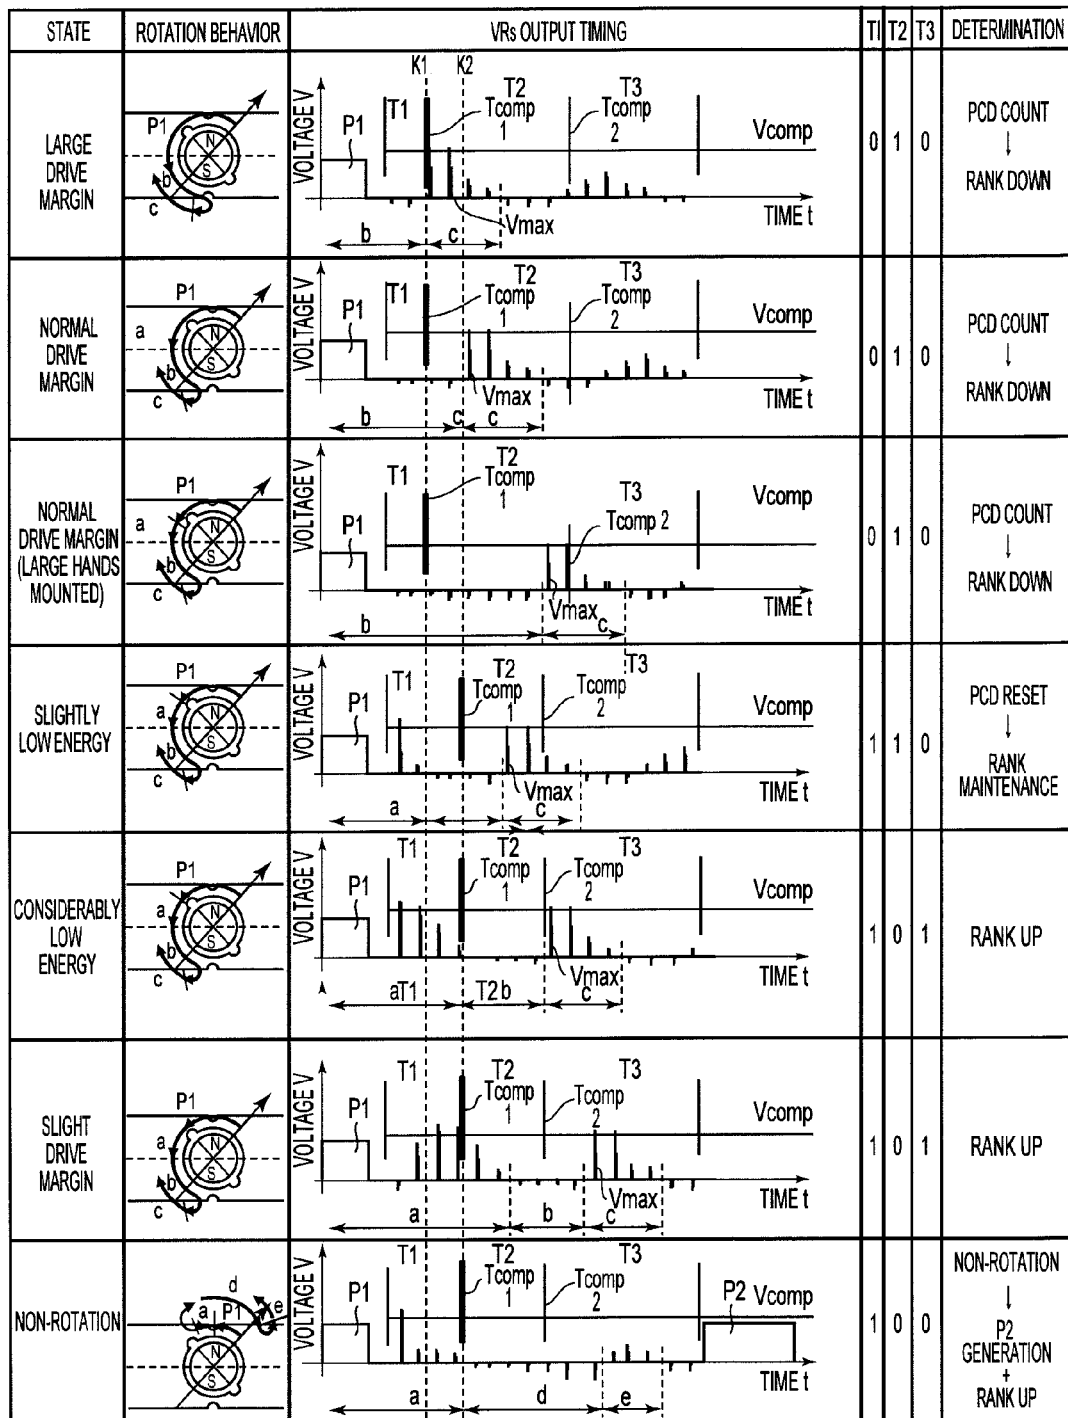 STATE ROTATION BEHAVIOR VRs OUTPUT TIMING T1 T2 T3 DETERMINATION
K1 K2
LARGE DRIVE MARGIN
P1 N S b c
VOLTAGE V P1 T1 T2 Tcomp 1 T3 Tcomp 2 Vcomp
Vmax TIME t
b c
0 1 0
PCD COUNT
↓
RANK DOWN
NORMAL DRIVE MARGIN
P1 a N S b c
VOLTAGE V P1 T1 T2 Tcomp 1 T3 Tcomp 2 Vcomp
Vmax TIME t
b c c
0 1 0
PCD COUNT
↓
RANK DOWN
NORMAL DRIVE MARGIN (LARGE HANDS MOUNTED)
P1 a N S b c
VOLTAGE V P1 T1 T2 Tcomp 1 T3 Tcomp 2 Vcomp
Vmax TIME t
b c
0 1 0
PCD COUNT
↓
RANK DOWN
SLIGHTLY LOW ENERGY
P1 a N S b c
VOLTAGE V P1 T1 T2 Tcomp 1 T3 Tcomp 2 Vcomp
Vmax TIME t
a c
1 1 0
PCD RESET
↓
RANK MAINTENANCE
CONSIDERABLY LOW ENERGY
P1 a N S b c
VOLTAGE V P1 T1 T2 Tcomp 1 T3 Tcomp 2 Vcomp
Vmax TIME t
aT1 T2 b c
1 0 1
RANK UP
SLIGHT DRIVE MARGIN
P1 a N S b c
VOLTAGE V P1 T1 T2 Tcomp 1 T3 Tcomp 2 Vcomp
Vmax TIME t
a b c
1 0 1
RANK UP
NON-ROTATION
d a P1 e N S
VOLTAGE V P1 T1 T2 Tcomp 1 T3 Tcomp 2 P2 Vcomp
TIME t
a d e
1 0 0
NON-ROTATION
↓
P2
GENERATION
+
RANK UP